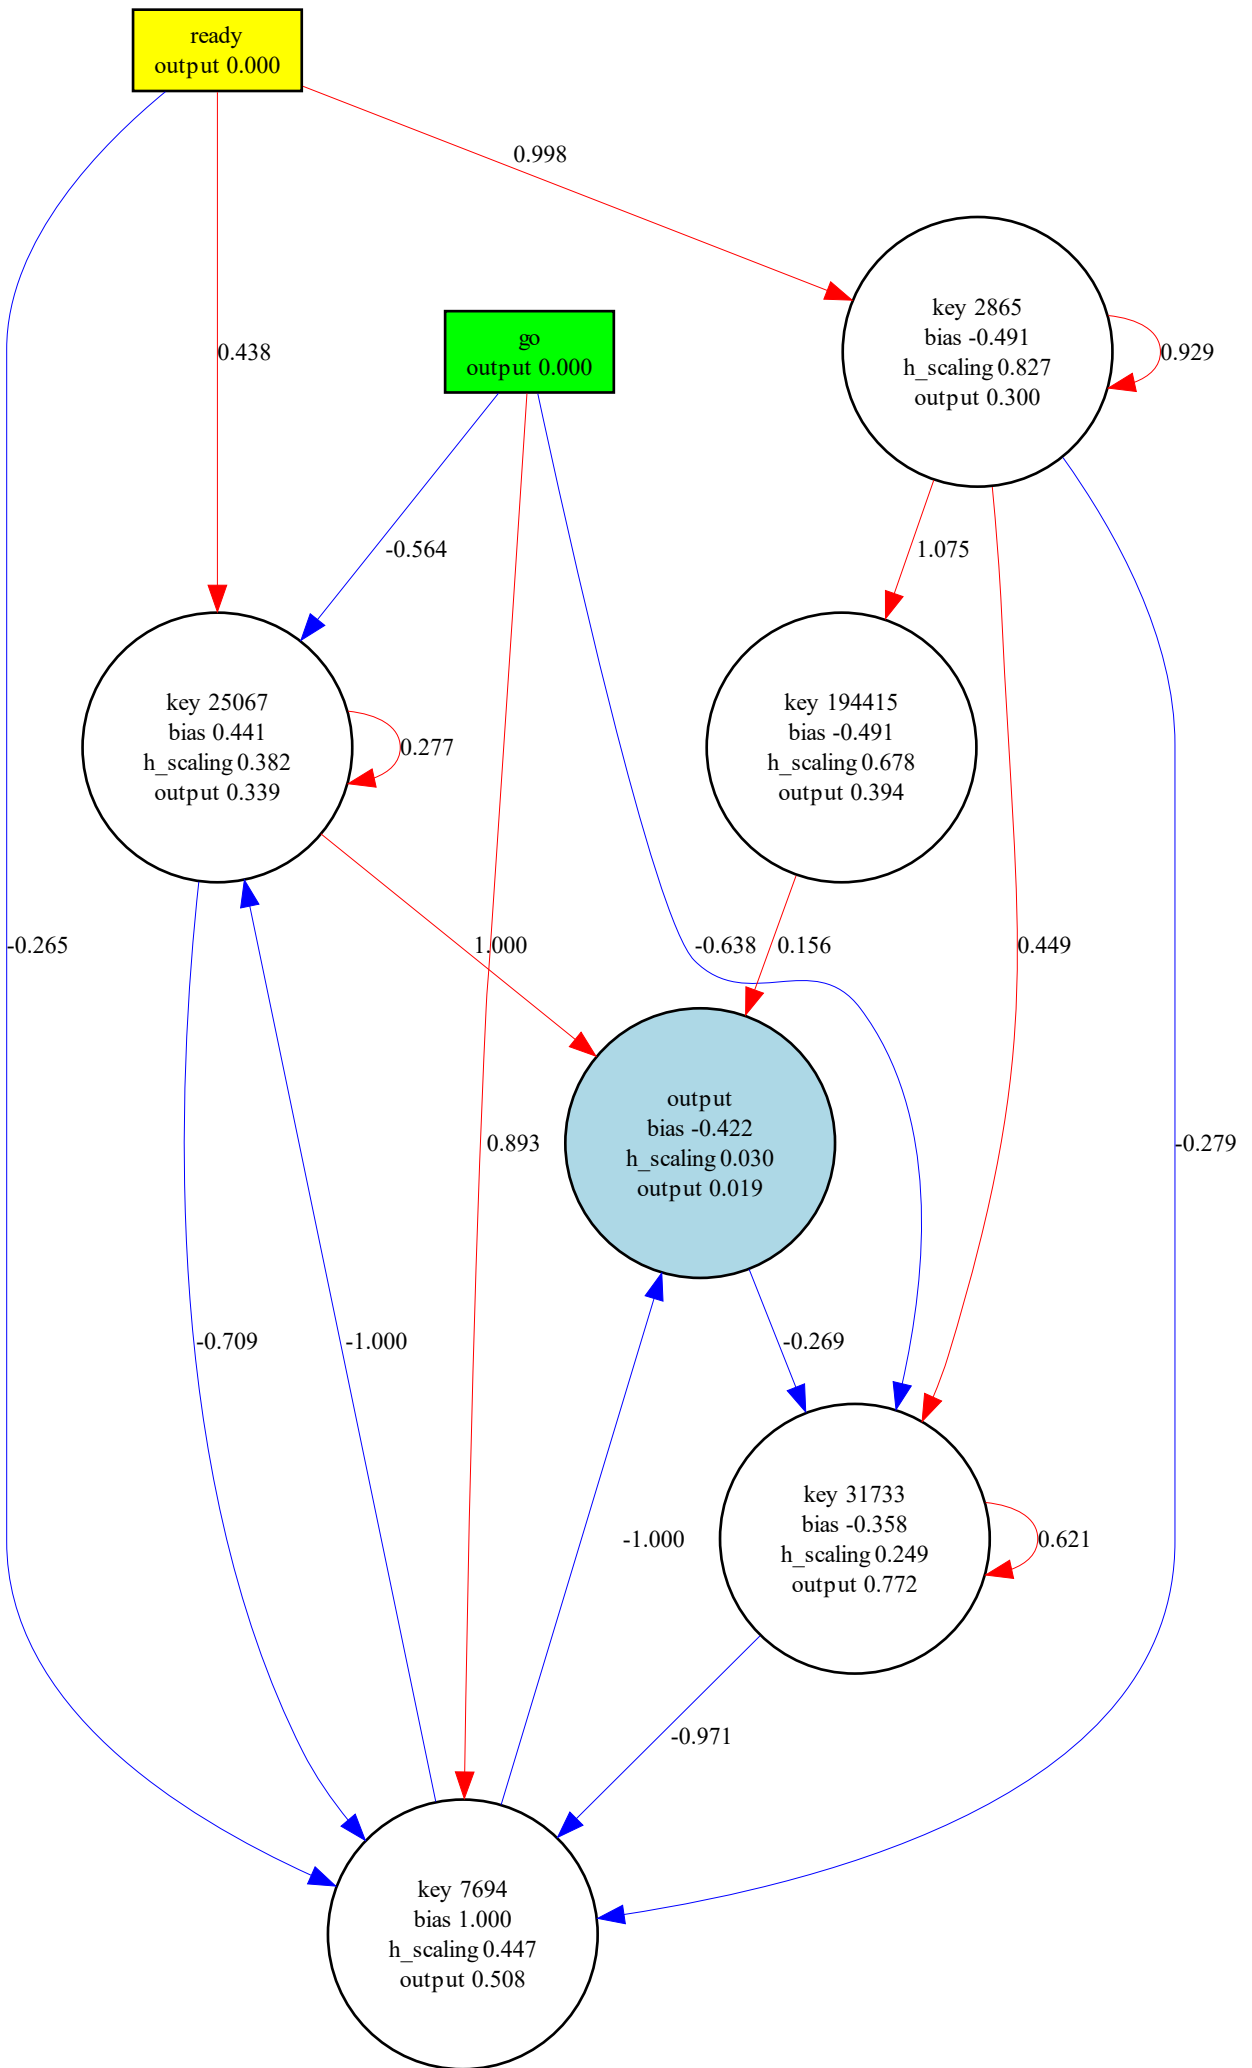 ready
output 0.000
0.998
go
output 0.000
key 2865
bias -0.491
h_scaling 0.827
output 0.300
0.438
0.929
-0.564
1.075
key 25067
bias 0.441
h_scaling 0.382
output 0.339
0.277
key 194415
bias -0.491
h_scaling 0.678
output 0.394
-0.265
1.000
-0.638
0.156
0.449
output
bias -0.422
h_scaling 0.030
output 0.019
0.893
-0.279
-0.709
-1.000
-0.269
-1.000
key 31733
bias -0.358
h_scaling 0.249
output 0.772
0.621
-0.971
key 7694
bias 1.000
h_scaling 0.447
output 0.508